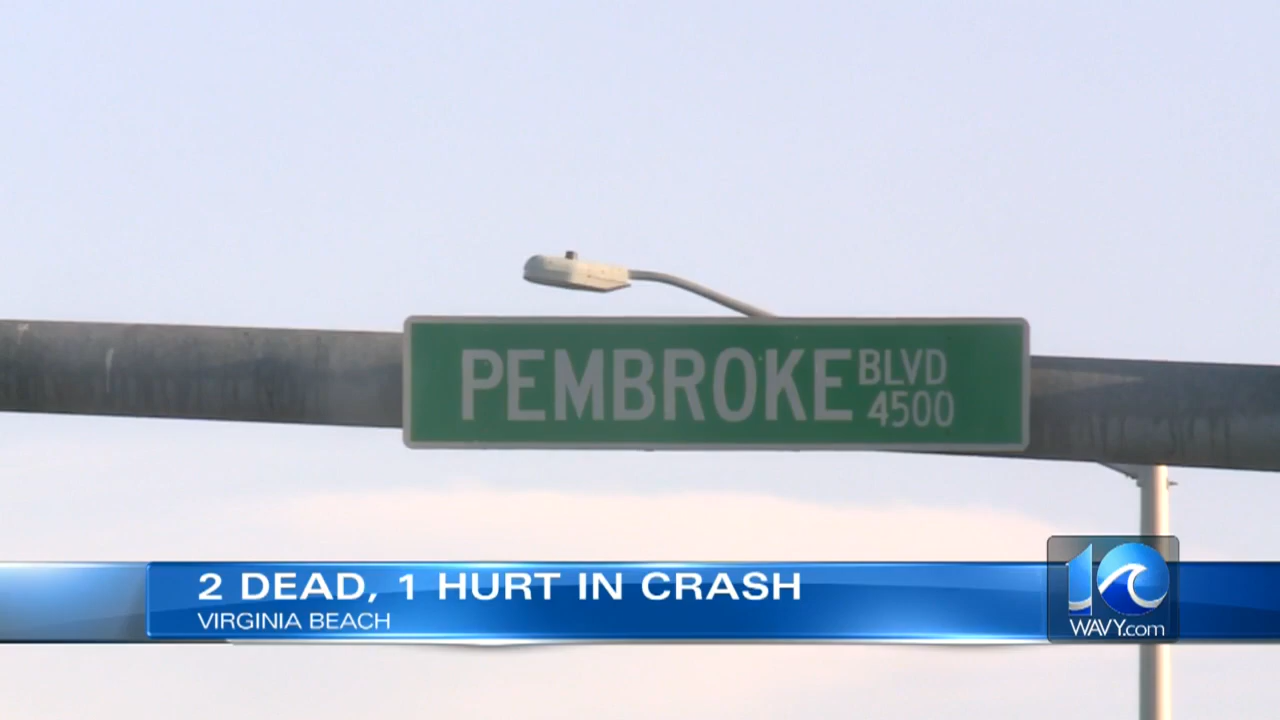 PEMBROKE BLVD
4500
2 DEAD, 1 HURT IN CRASH
VIRGINIA BEACH
10
WAVY.com